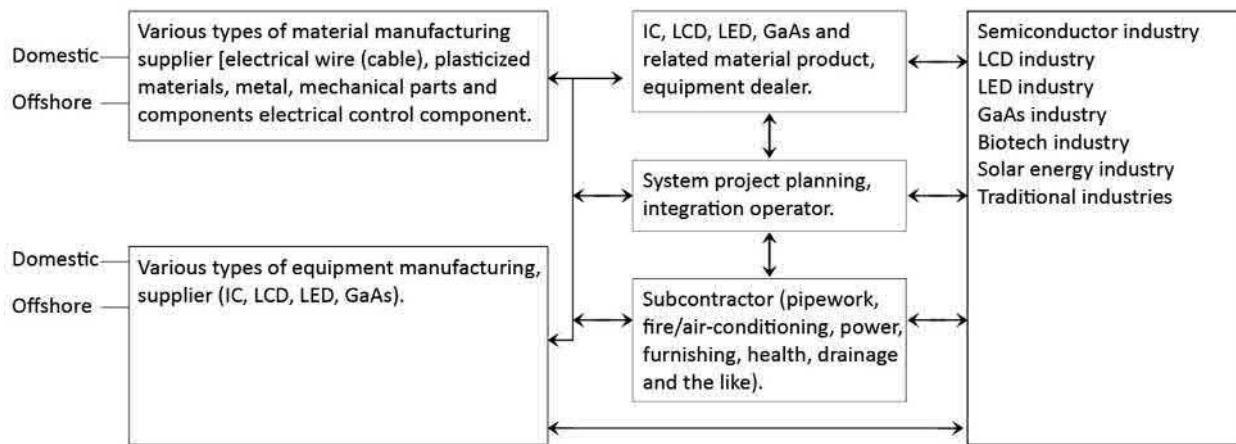 Domestic
Offshore
Various types of material manufacturing
supplier [electrical wire (cable), plasticized
materials, metal, mechanical parts and
components electrical control component.
Domestic
Offshore
Various types of equipment manufacturing,
supplier (IC, LCD, LED, GaAs).
IC, LCD, LED, GaAs and
related material product,
equipment dealer.
System project planning,
integration operator.
Subcontractor (pipework,
fire/air-conditioning, power,
furnishing, health, drainage
and the like).
Semiconductor industry
LCD industry
LED industry
GaAs industry
Biotech industry
Solar energy industry
Traditional industries